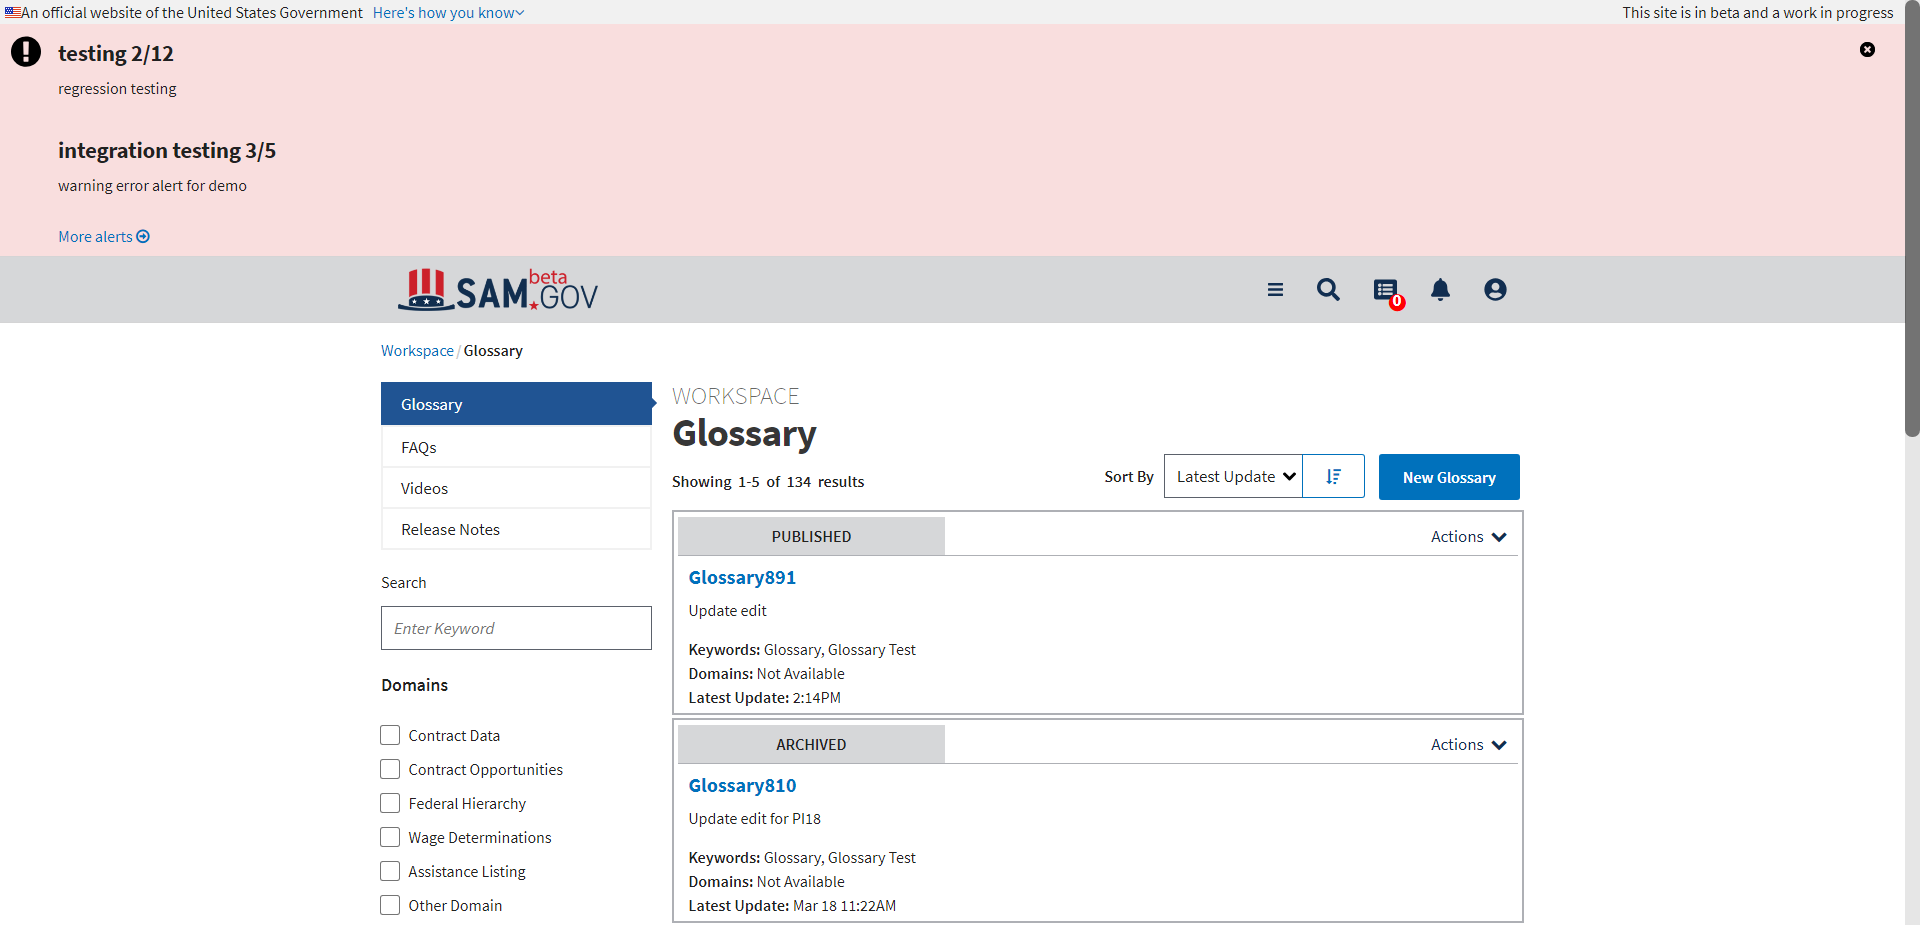 An official website of the United States Government Here's how you know
This site is in beta and a work in progress
testing 2/12
regression testing
integration testing 3/5
warning error alert for demo
More alerts
SAM beta .GOV
0
Workspace / Glossary
Glossary
FAQs
Videos
Release Notes
Search
Enter Keyword
Domains
Contract Data
Contract Opportunities
Federal Hierarchy
Wage Determinations
Assistance Listing
Other Domain
WORKSPACE
Glossary
Showing 1-5 of 134 results
Sort By Latest Update
New Glossary
PUBLISHED
Actions
Glossary891
Update edit
Keywords: Glossary, Glossary Test
Domains: Not Available
Latest Update: 2:14PM
ARCHIVED
Actions
Glossary810
Update edit for PI18
Keywords: Glossary, Glossary Test
Domains: Not Available
Latest Update: Mar 18 11:22AM